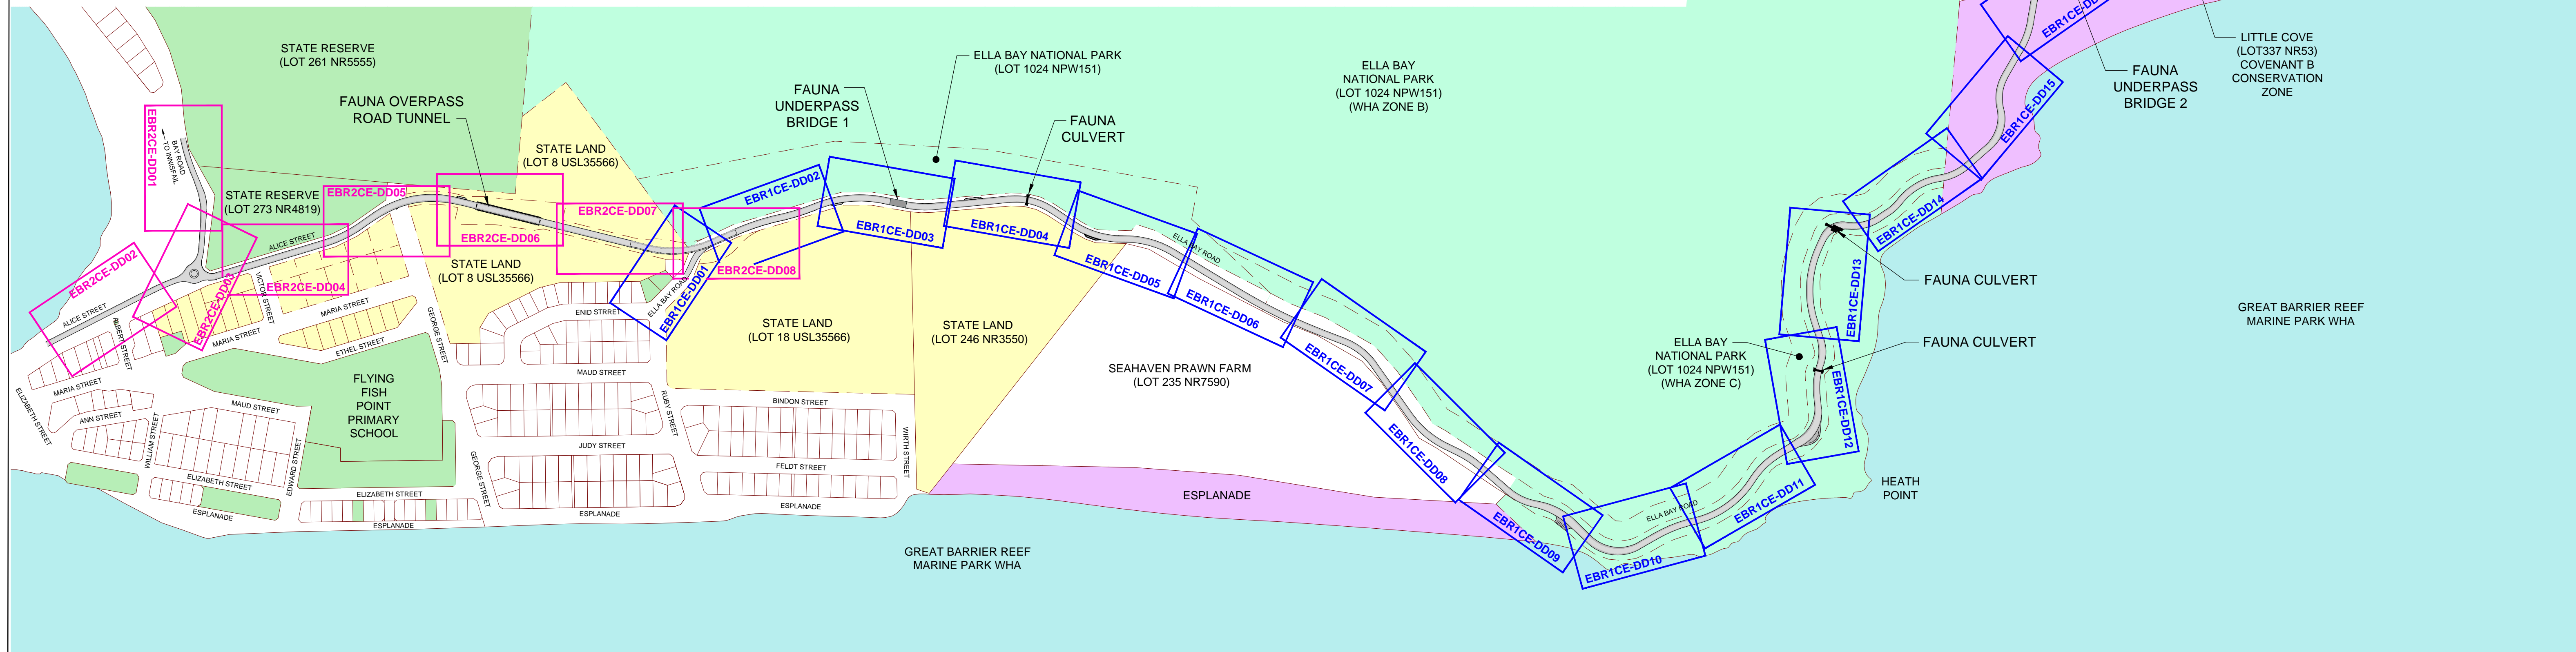 STATE RESERVE
(LOT 261 NR5555)
FAUNA OVERPASS
ROAD TUNNEL
STATE LAND
(LOT 8 USL35566)
FAUNA
UNDERPASS
BRIDGE 1
ELLA BAY NATIONAL PARK
(LOT 1024 NPW151)
FAUNA
CULVERT
ELLA BAY
NATIONAL PARK
(LOT 1024 NPW151)
(WHA ZONE B)
FAUNA
UNDERPASS
BRIDGE 2
LITTLE COVE
(LOT337 NR53)
COVENANT B
CONSERVATION
ZONE
EBR2CE-DD01
BAY ROAD
TO INNISFAIL
STATE RESERVE
(LOT 273 NR4819)
EBR2CE-DD05
EBR2CE-DD06
EBR2CE-DD07
EBR2CE-DD08
EBR1CE-DD01
EBR1CE-DD02
EBR1CE-DD03
EBR1CE-DD04
EBR1CE-DD05
EBR1CE-DD06
EBR1CE-DD07
EBR1CE-DD08
EBR1CE-DD09
EBR1CE-DD10
EBR1CE-DD11
EBR1CE-DD12
EBR1CE-DD13
EBR1CE-DD14
EBR1CE-DD15
EBR2CE-DD02
EBR2CE-DD03
EBR2CE-DD04
ALICE STREET
ALICE STREET
ALBERT STREET
VICTOR STREET
MARIA STREET
MARIA STREET
MARIA STREET
ETHEL STREET
GEORGE STREET
STATE LAND
(LOT 8 USL35566)
ENID STRRET
ELLA BAY ROAD
ELLA BAY ROAD
STATE LAND
(LOT 18 USL35566)
STATE LAND
(LOT 246 NR3550)
SEAHAVEN PRAWN FARM
(LOT 235 NR7590)
FAUNA CULVERT
FAUNA CULVERT
ELLA BAY
NATIONAL PARK
(LOT 1024 NPW151)
(WHA ZONE C)
GREAT BARRIER REEF
MARINE PARK WHA
ELIZABETH STREET
ANN STREET
WILLIAM STREET
MAUD STREET
EDWARD STREET
FLYING
FISH
POINT
PRIMARY
SCHOOL
MAUD STREET
RUBY STREET
BINDON STREET
JUDY STREET
FELDT STREET
WIRTH STREET
GEORGE STREET
ELIZABETH STREET
ESPLANADE
ELIZABETH STREET
ESPLANADE
ESPLANADE
ESPLANADE
ESPLANADE
ELLA BAY ROAD
HEATH
POINT
GREAT BARRIER REEF
MARINE PARK WHA